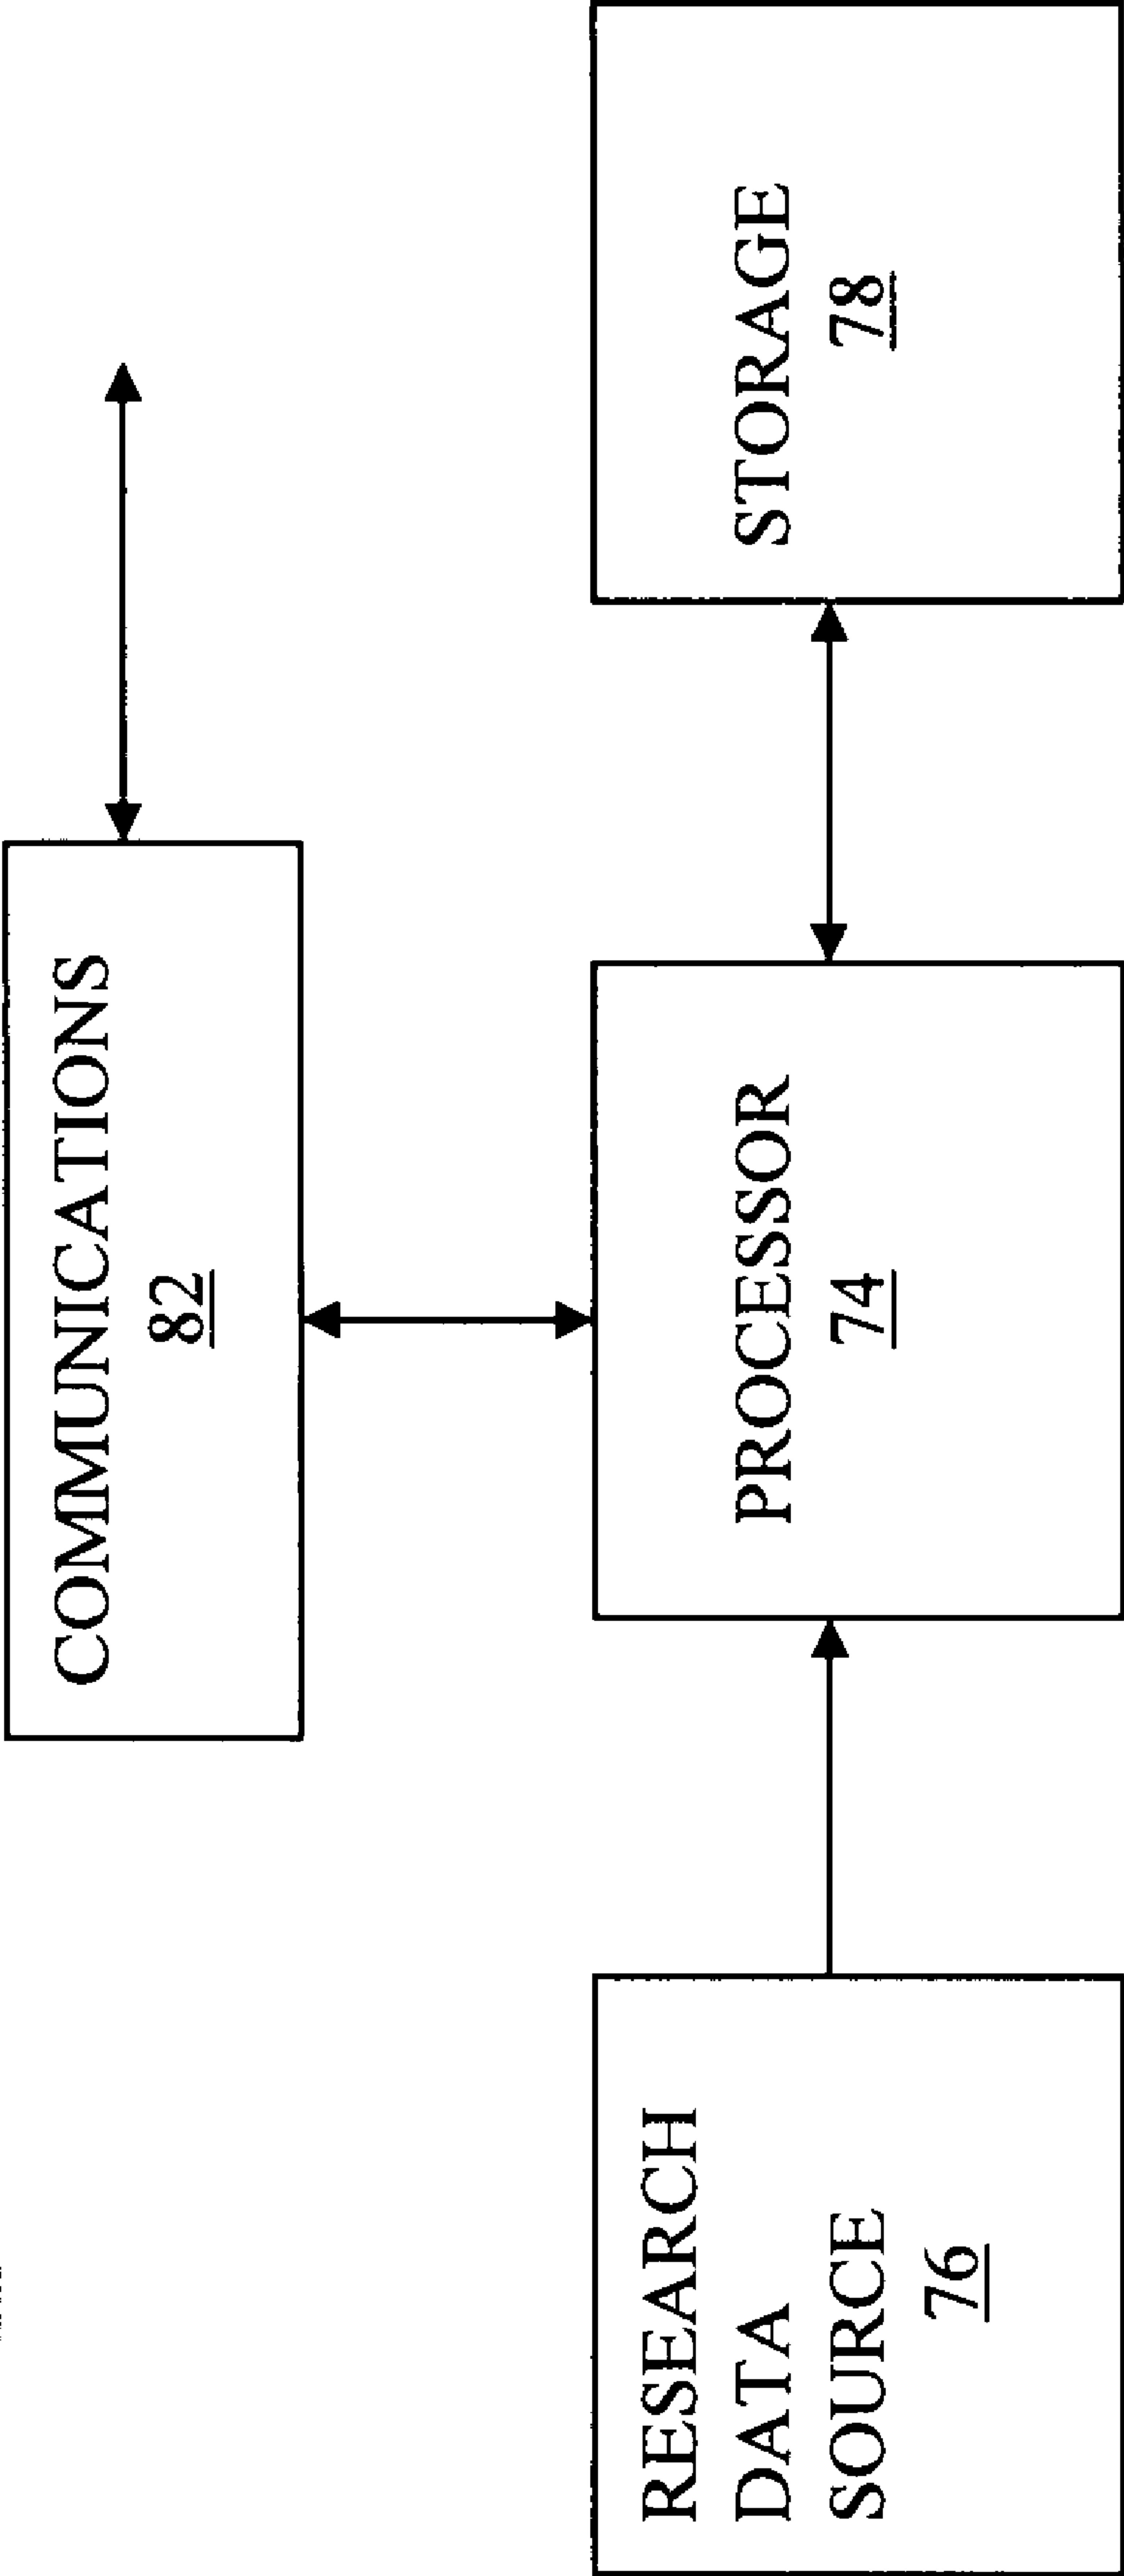 COMMUNICATIONS
82
RESEARCH
DATA
SOURCE
76
PROCESSOR
74
STORAGE
78